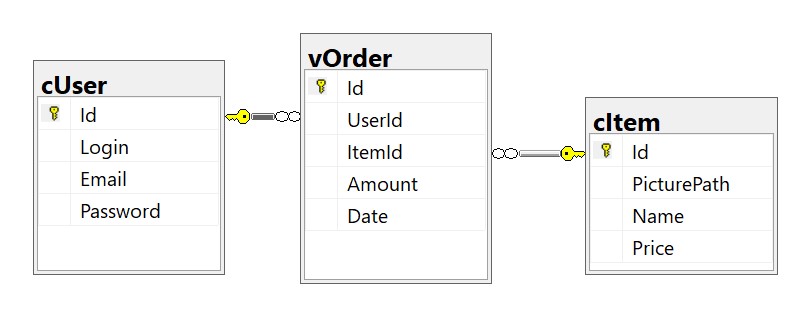 cUser
Id
Login
Email
Password
vOrder
Id
UserId
ItemId
Amount
Date
cItem
Id
PicturePath
Name
Price